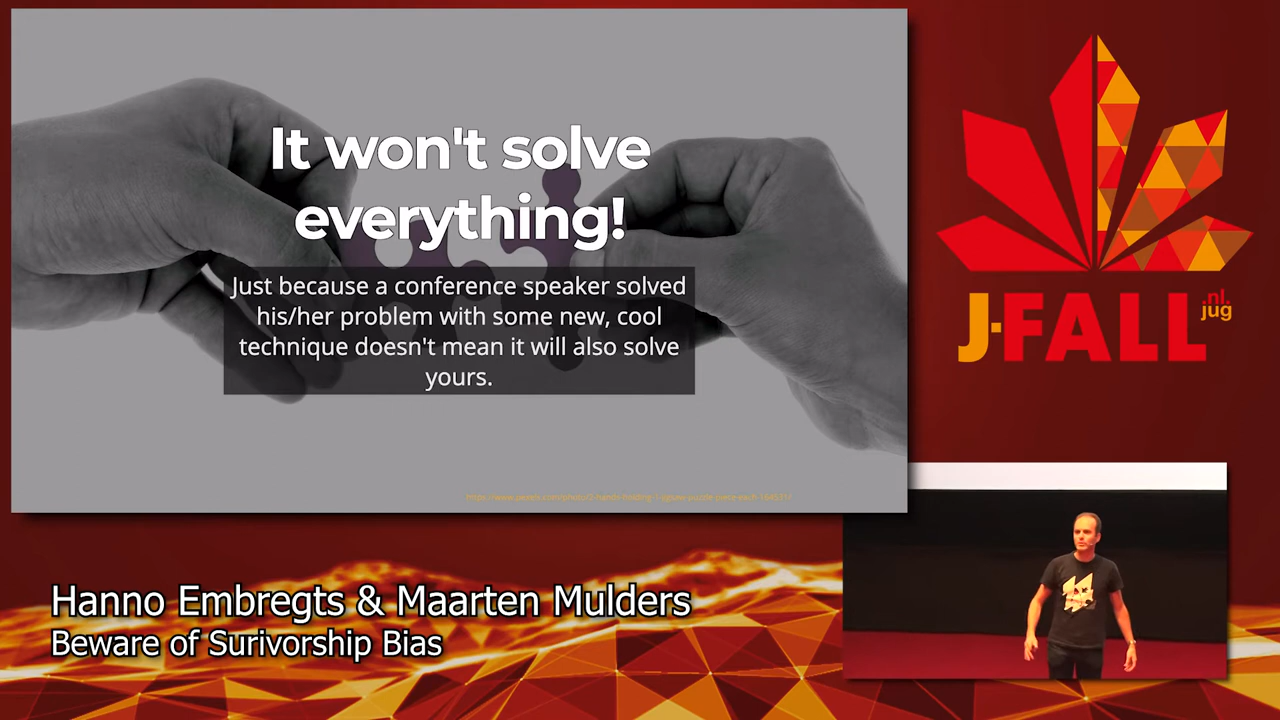 It won't solve
everything!
Just because a conference speaker solved
his/her problem with some new, cool
technique doesn't mean it will also solve
yours.
J-FALL
nl.
jug
Hanno Embregts & Maarten Mulders
Beware of Surivorship Bias